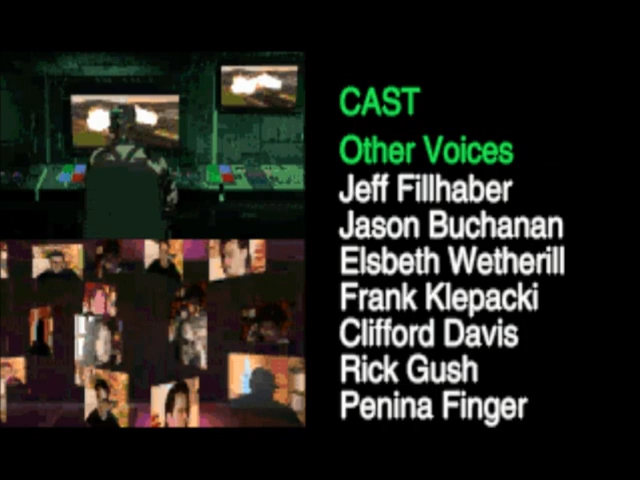 CAST
Other Voices
Jeff Fillhaber
Jason Buchanan
Elsbeth Wetherill
Frank Klepacki
Clifford Davis
Rick Gush
Penina Finger